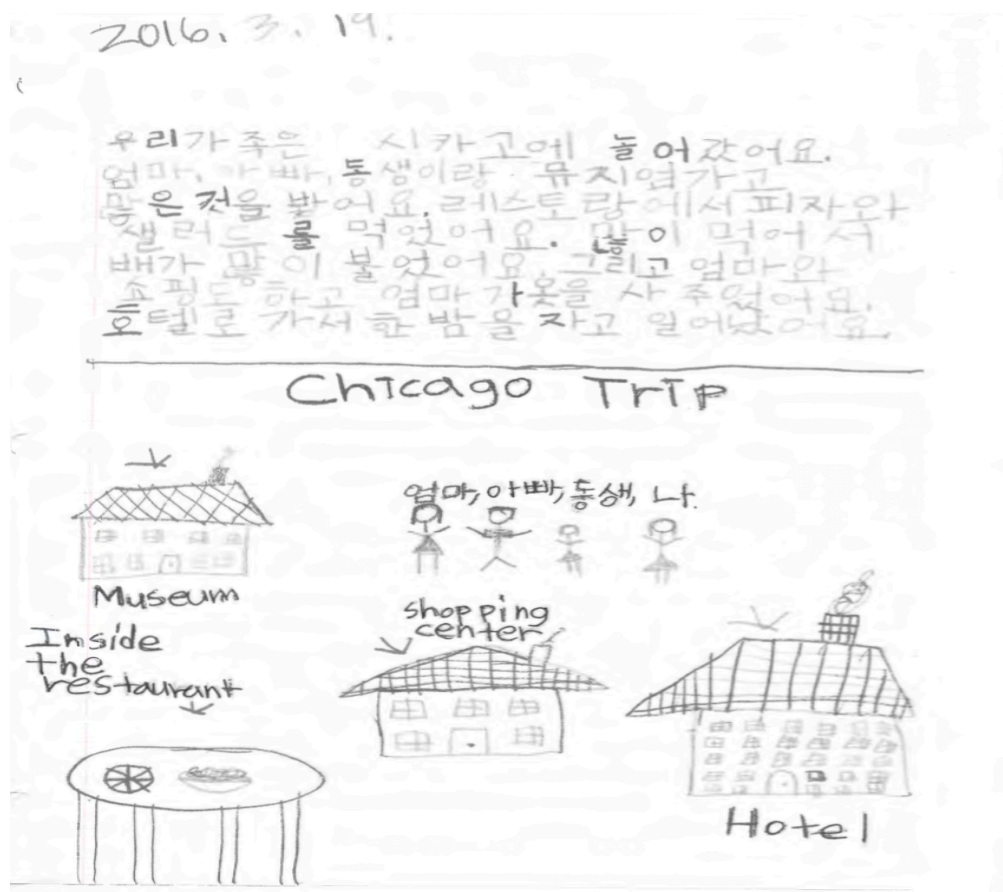 2016. 3. 19.
우리가족은 시카고에 놀어갔어요.
엄마, 아빠, 동생이랑 뮤지엄가고
많은것을 밨어요. 레스토랑에서 피자와
샐러드를 먹었어요. 많이 먹어서
배가 많이 불었어요. 그리고 엄마와
쇼핑도 하고 엄마가옷을 사 주었어요.
호텔로 가서 한밤을 자고 일어났어요.
Chicago Trip
엄마, 아빠, 동생, 나.
Museum
shopping
center
Inside
the
restaurant
Hotel